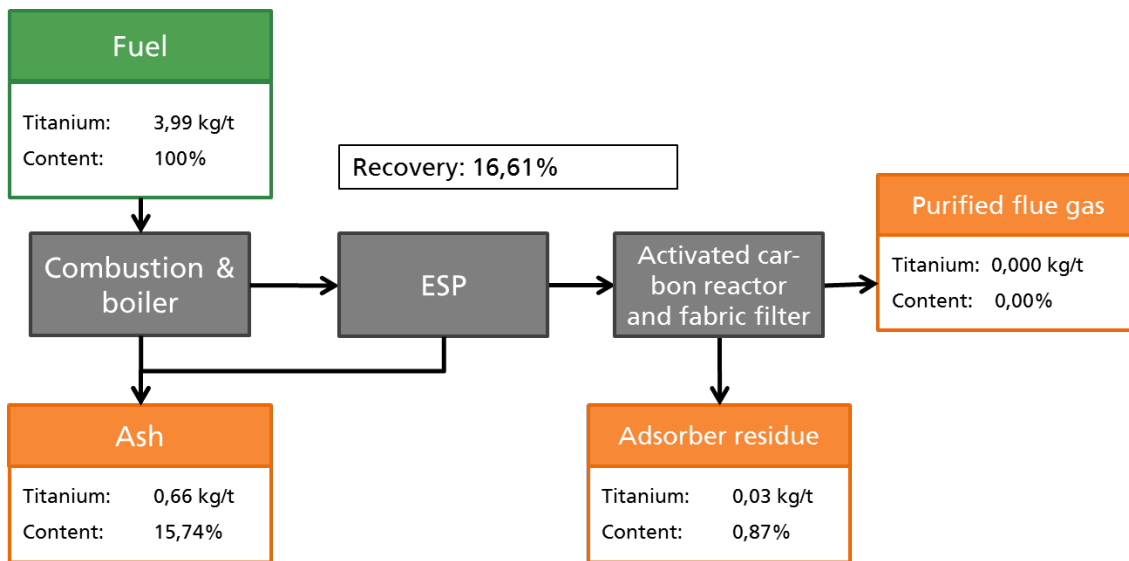 Fuel
Titanium: 3,99 kg/t
Content: 100%
Recovery: 16,61%
Combustion &
boiler
ESP
Activated car-
bon reactor
and fabric filter
Purified flue gas
Titanium: 0,000 kg/t
Content: 0,00%
Ash
Titanium: 0,66 kg/t
Content: 15,74%
Adsorber residue
Titanium: 0,03 kg/t
Content: 0,87%